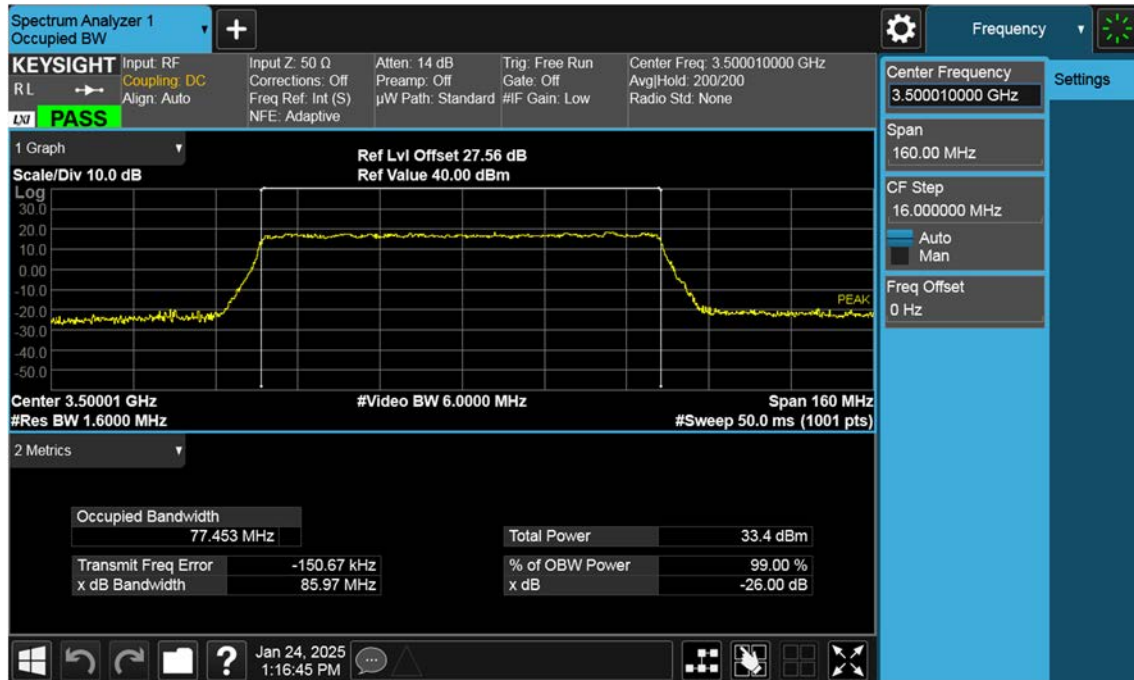 Spectrum Analyzer 1
Occupied BW
Frequency
KEYSIGHT
RL
LXI
PASS
Input: RF
Coupling: DC
Align: Auto
Input Z: 50 Ω
Corrections: Off
Freq Ref: Int (S)
NFE: Adaptive
Atten: 14 dB
Preamp: Off
µW Path: Standard
Trig: Free Run
Gate: Off
#IF Gain: Low
Center Freq: 3.500010000 GHz
Avg|Hold: 200/200
Radio Std: None
1 Graph
Scale/Div 10.0 dB
Ref Lvl Offset 27.56 dB
Ref Value 40.00 dBm
Log
30.0
20.0
10.0
0.00
-10.0
-20.0
-30.0
-40.0
-50.0
PEAK
Center 3.50001 GHz
#Video BW 6.0000 MHz
Span 160 MHz
#Res BW 1.6000 MHz
#Sweep 50.0 ms (1001 pts)
2 Metrics
Occupied Bandwidth
77.453 MHz
Total Power 33.4 dBm
Transmit Freq Error -150.67 kHz
% of OBW Power 99.00 %
x dB Bandwidth 85.97 MHz
x dB -26.00 dB
Center Frequency
3.500010000 GHz
Settings
Span
160.00 MHz
CF Step
16.000000 MHz
Auto
Man
Freq Offset
0 Hz
?
Jan 24, 2025
1:16:45 PM